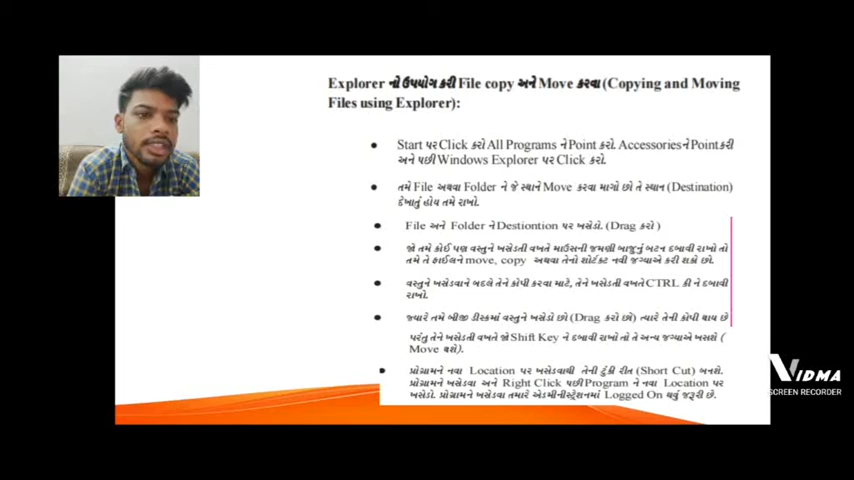 Explorer નો ઉપયોગ કરી File copy અને Move કરવા (Copying and Moving
Files using Explorer):
Start પર Click કરો All Programs ને Point કરો. Accessories ને Point કરી
અને પછી Windows Explorer પર Click કરો.
તમે File અથવા Folder ને જે સ્થાને Move કરવા માગો છો તે સ્થાન (Destination)
દેખાતું હોય તમે રાખો.
File અને Folder ને Destiontion પર ખસેડો. (Drag કરો )
જો તમે કોઈ પણ વસ્તુને ખસેડતી વખતે માઉસની જમણી બાજુનું બટન દબાવી રાખો તો
તમે તે ફાઈલને move, copy અથવા તેનો શોર્ટકટ નવી જગ્યાએ કરી શકો છો.
વસ્તુને ખસેડવાને બદલે તેને કોપી કરવા માટે, તેને ખસેડતી વખતે CTRL કી ને દબાવી
રાખો.
જ્યારે તમે બીજી ડીસ્કમાં વસ્તુને ખસેડો છો (Drag કરો છો) ત્યારે તેની કોપી થાય છે
પરંતુ તેને ખસેડતી વખતે જો Shift Key ને દબાવી રાખો તો તે અન્ય જગ્યાએ ખસશે
(Move થશે).
પ્રોગ્રામને નવા Location પર ખસેડવાથી તેની ટુંકી રીત (Short Cut) બનશે.
પ્રોગ્રામને ખસેડવા અને Right Click પછી Program ને નવા Location પર
ખસેડો. પ્રોગ્રામને ખસેડવા તમારે એડમીનીસ્ટ્રેશનમાં Logged On થવું જરૂરી છે.
VIDMA
SCREEN RECORDER